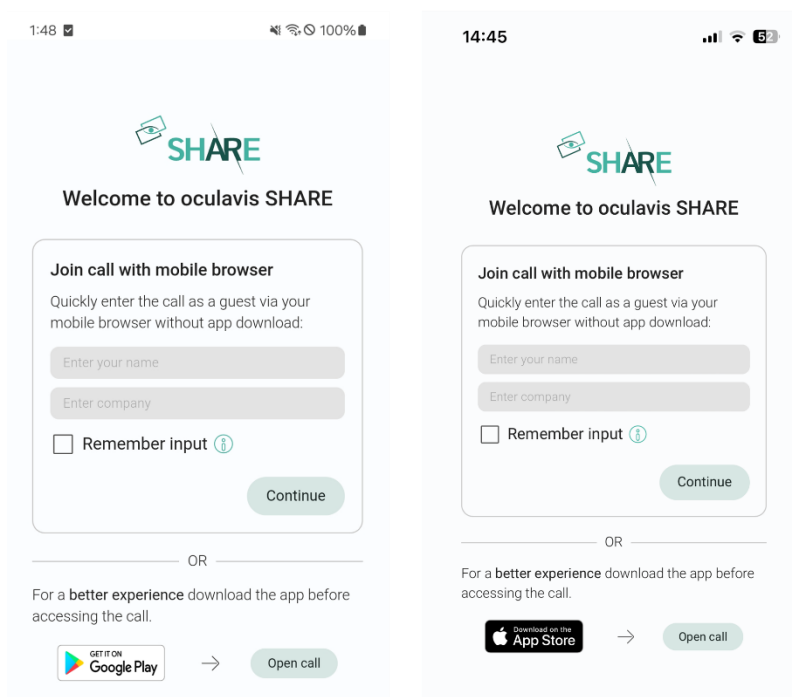 1:48
100%
SHARE
Welcome to oculavis SHARE
Join call with mobile browser
Quickly enter the call as a guest via your
mobile browser without app download:
Enter your name
Enter company
Remember input
Continue
OR
For a better experience download the app before
accessing the call.
GET IT ON
Google Play
Open call
14:45
52
SHARE
Welcome to oculavis SHARE
Join call with mobile browser
Quickly enter the call as a guest via your
mobile browser without app download:
Enter your name
Enter company
Remember input
Continue
OR
For a better experience download the app before
accessing the call.
Download on the
App Store
Open call